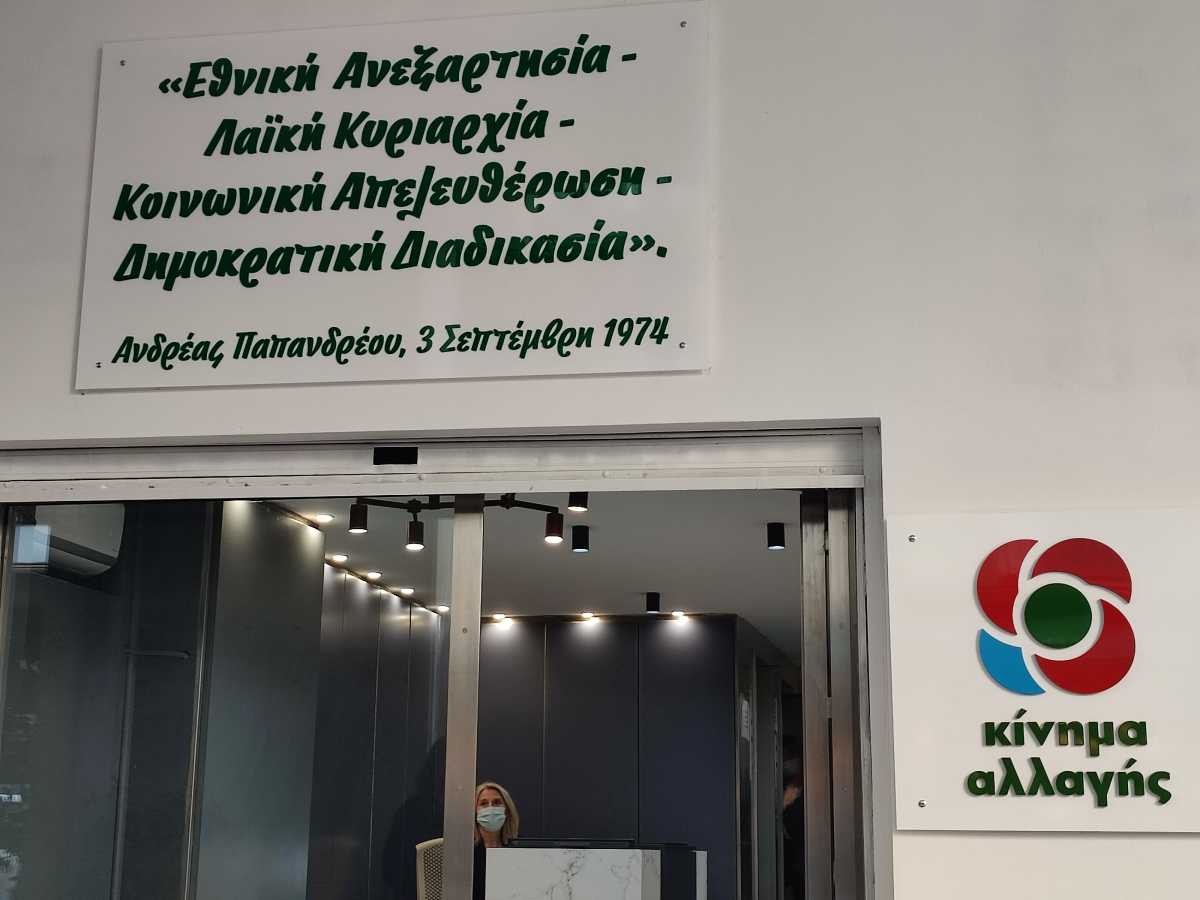 «Εθνική Ανεξαρτησία -
Λαϊκή Κυριαρχία -
Κοινωνική Απελευθέρωση -
Δημοκρατική Διαδικασία».
Ανδρέας Παπανδρέου, 3 Σεπτέμβρη 1974
κίνημα
αλλαγής